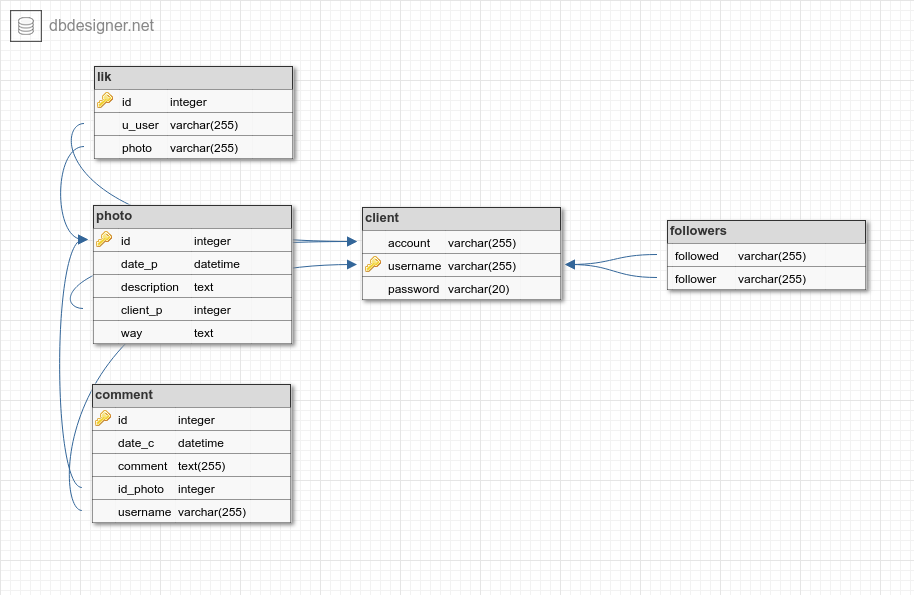 dbdesigner.net
lik
id integer
u_user varchar(255)
photo varchar(255)
photo
id integer
date_p datetime
description text
client_p integer
way text
client
account varchar(255)
username varchar(255)
password varchar(20)
followers
followed varchar(255)
follower varchar(255)
comment
id integer
date_c datetime
comment text(255)
id_photo integer
username varchar(255)